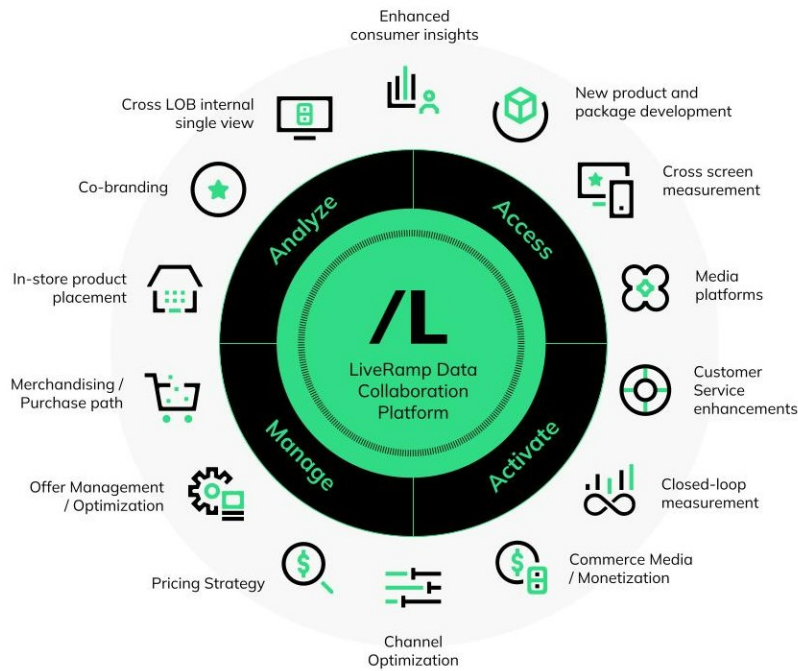 Enhanced
consumer insights
New product and
package development
Cross screen
measurement
Media
platforms
Customer
Service
enhancements
Closed-loop
measurement
Commerce Media
/ Monetization
Channel
Optimization
Pricing Strategy
Offer Management
/ Optimization
Merchandising /
Purchase path
In-store product
placement
Co-branding
Cross LOB internal
single view
Analyze
Access
Activate
Manage
/L
LiveRamp Data
Collaboration
Platform